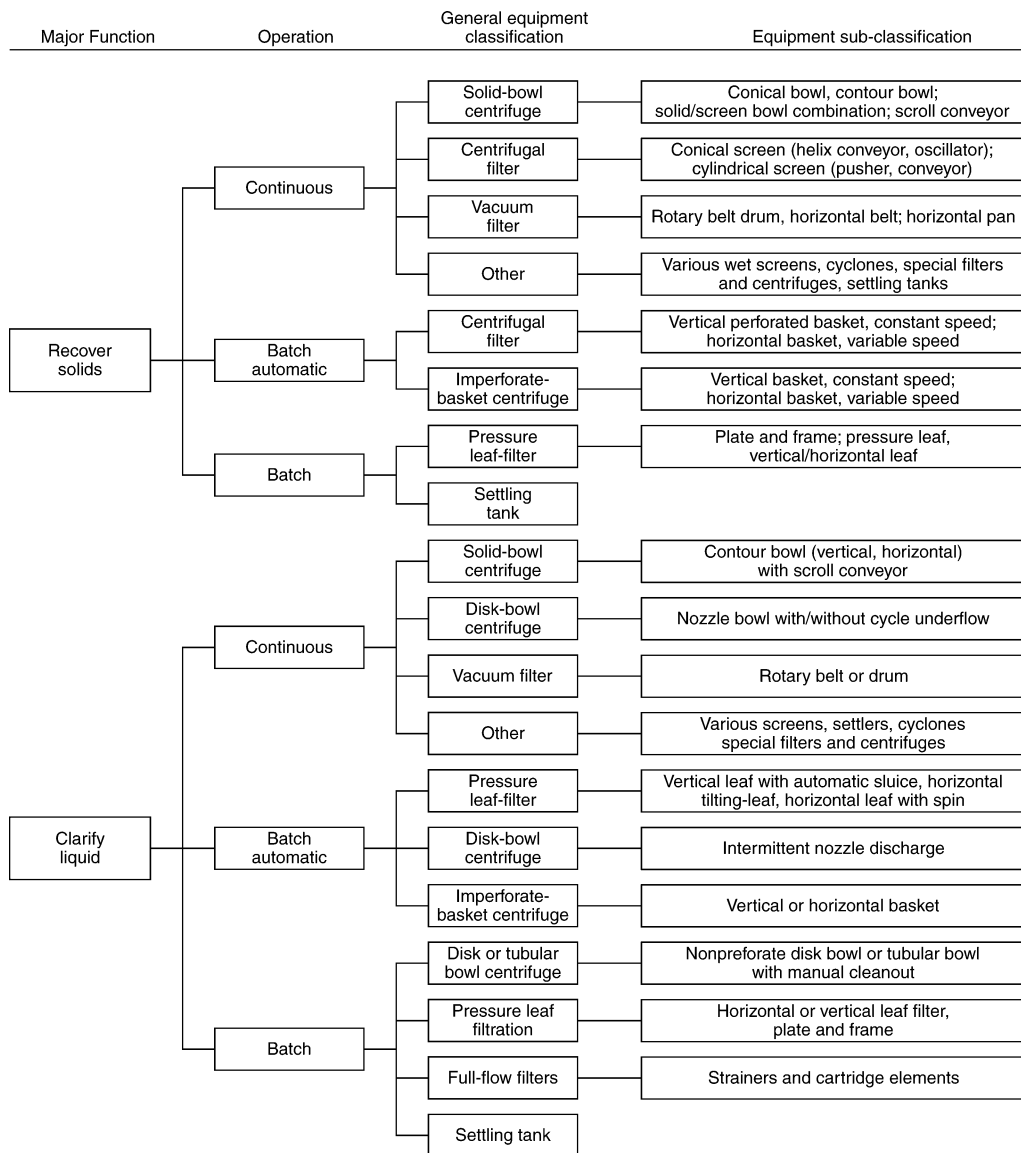 Major Function
Operation
General equipment
classification
Equipment sub-classification
Solid-bowl
centrifuge
Conical bowl, contour bowl;
solid/screen bowl combination; scroll conveyor
Centrifugal
filter
Conical screen (helix conveyor, oscillator);
cylindrical screen (pusher, conveyor)
Continuous
Vacuum
filter
Rotary belt drum, horizontal belt; horizontal pan
Other
Various wet screens, cyclones, special filters
and centrifuges, settling tanks
Recover
solids
Batch
automatic
Centrifugal
filter
Vertical perforated basket, constant speed;
horizontal basket, variable speed
Imperforate-
basket centrifuge
Vertical basket, constant speed;
horizontal basket, variable speed
Batch
Pressure
leaf-filter
Plate and frame; pressure leaf,
vertical/horizontal leaf
Settling
tank
Solid-bowl
centrifuge
Contour bowl (vertical, horizontal)
with scroll conveyor
Continuous
Disk-bowl
centrifuge
Nozzle bowl with/without cycle underflow
Vacuum filter
Rotary belt or drum
Other
Various screens, settlers, cyclones
special filters and centrifuges
Clarify
liquid
Batch
automatic
Pressure
leaf-filter
Vertical leaf with automatic sluice, horizontal
tilting-leaf, horizontal leaf with spin
Disk-bowl
centrifuge
Intermittent nozzle discharge
Imperforate-
basket centrifuge
Vertical or horizontal basket
Batch
Disk or tubular
bowl centrifuge
Nonpreforate disk bowl or tubular bowl
with manual cleanout
Pressure leaf
filtration
Horizontal or vertical leaf filter,
plate and frame
Full-flow filters
Strainers and cartridge elements
Settling tank